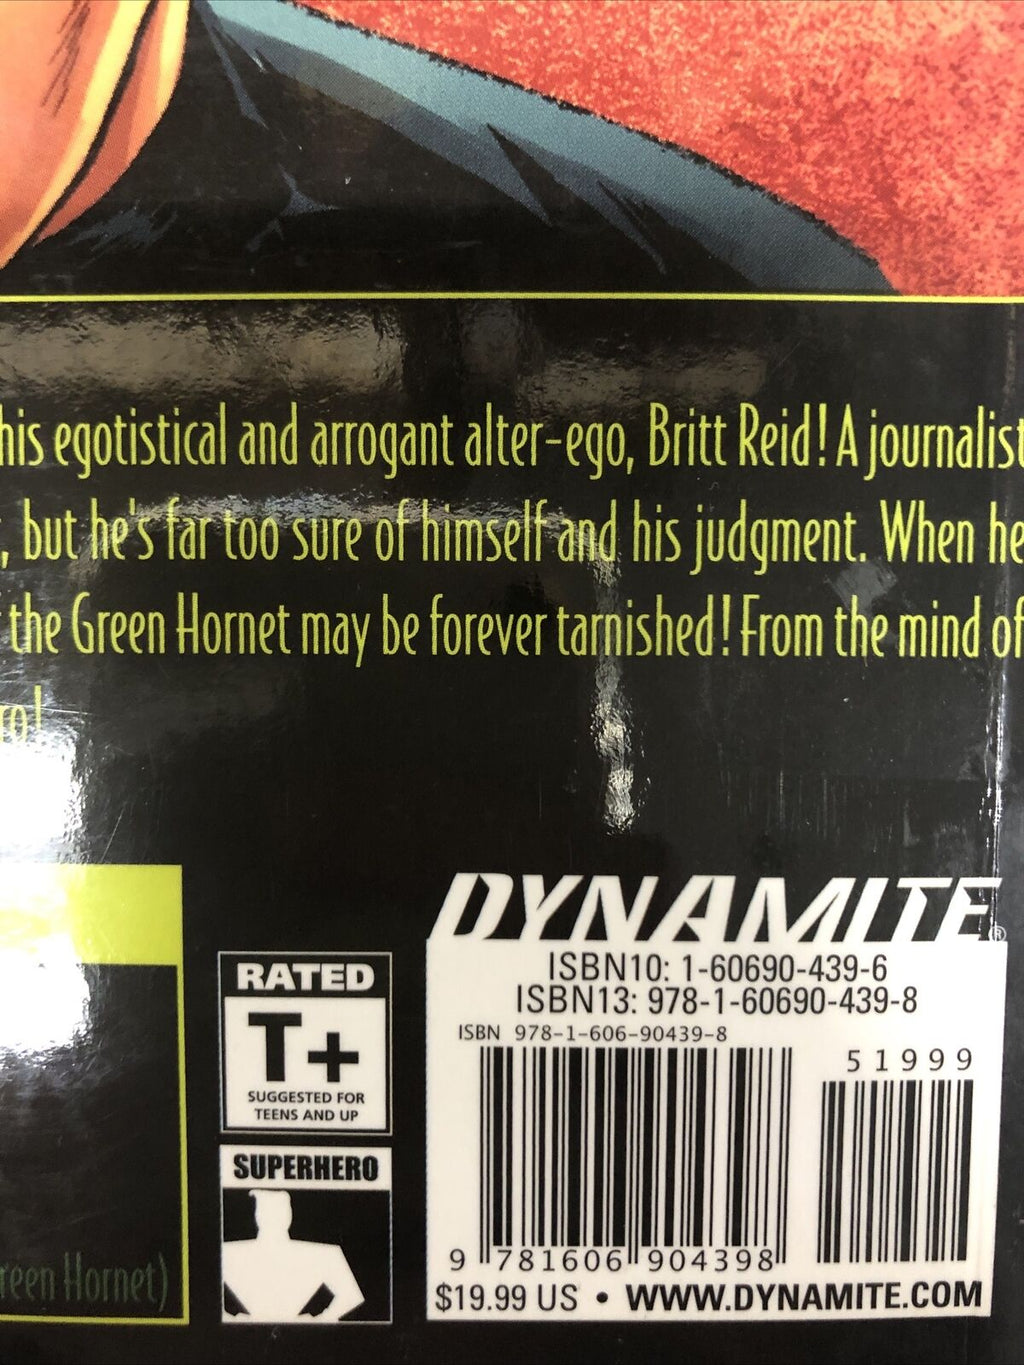 his egotistical and arrogant alter-ego, Britt Reid! A journalist
, but he's far too sure of himself and his judgment. When he
the Green Hornet may be forever tarnished! From the mind of
ro!
DYNAMITE®
ISBN10: 1-60690-439-6
ISBN13: 978-1-60690-439-8
ISBN 978-1-606-90439-8
51999
9 781606 904398
$19.99 US • WWW.DYNAMITE.COM
RATED
T+
SUGGESTED FOR
TEENS AND UP
SUPERHERO
reen Hornet)